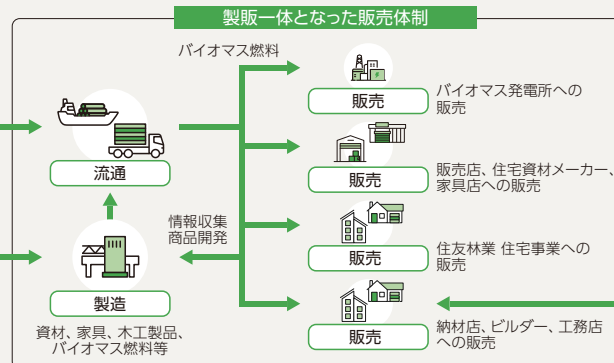 製販一体となった販売体制
バイオマス燃料
流通
情報収集
商品開発
製造
資材、家具、木工製品、
バイオマス燃料等
販売
バイオマス発電所への
販売
販売
販売店、住宅資材メーカー、
家具店への販売
販売
住友林業 住宅事業への
販売
販売
納材店、ビルダー、工務店
への販売